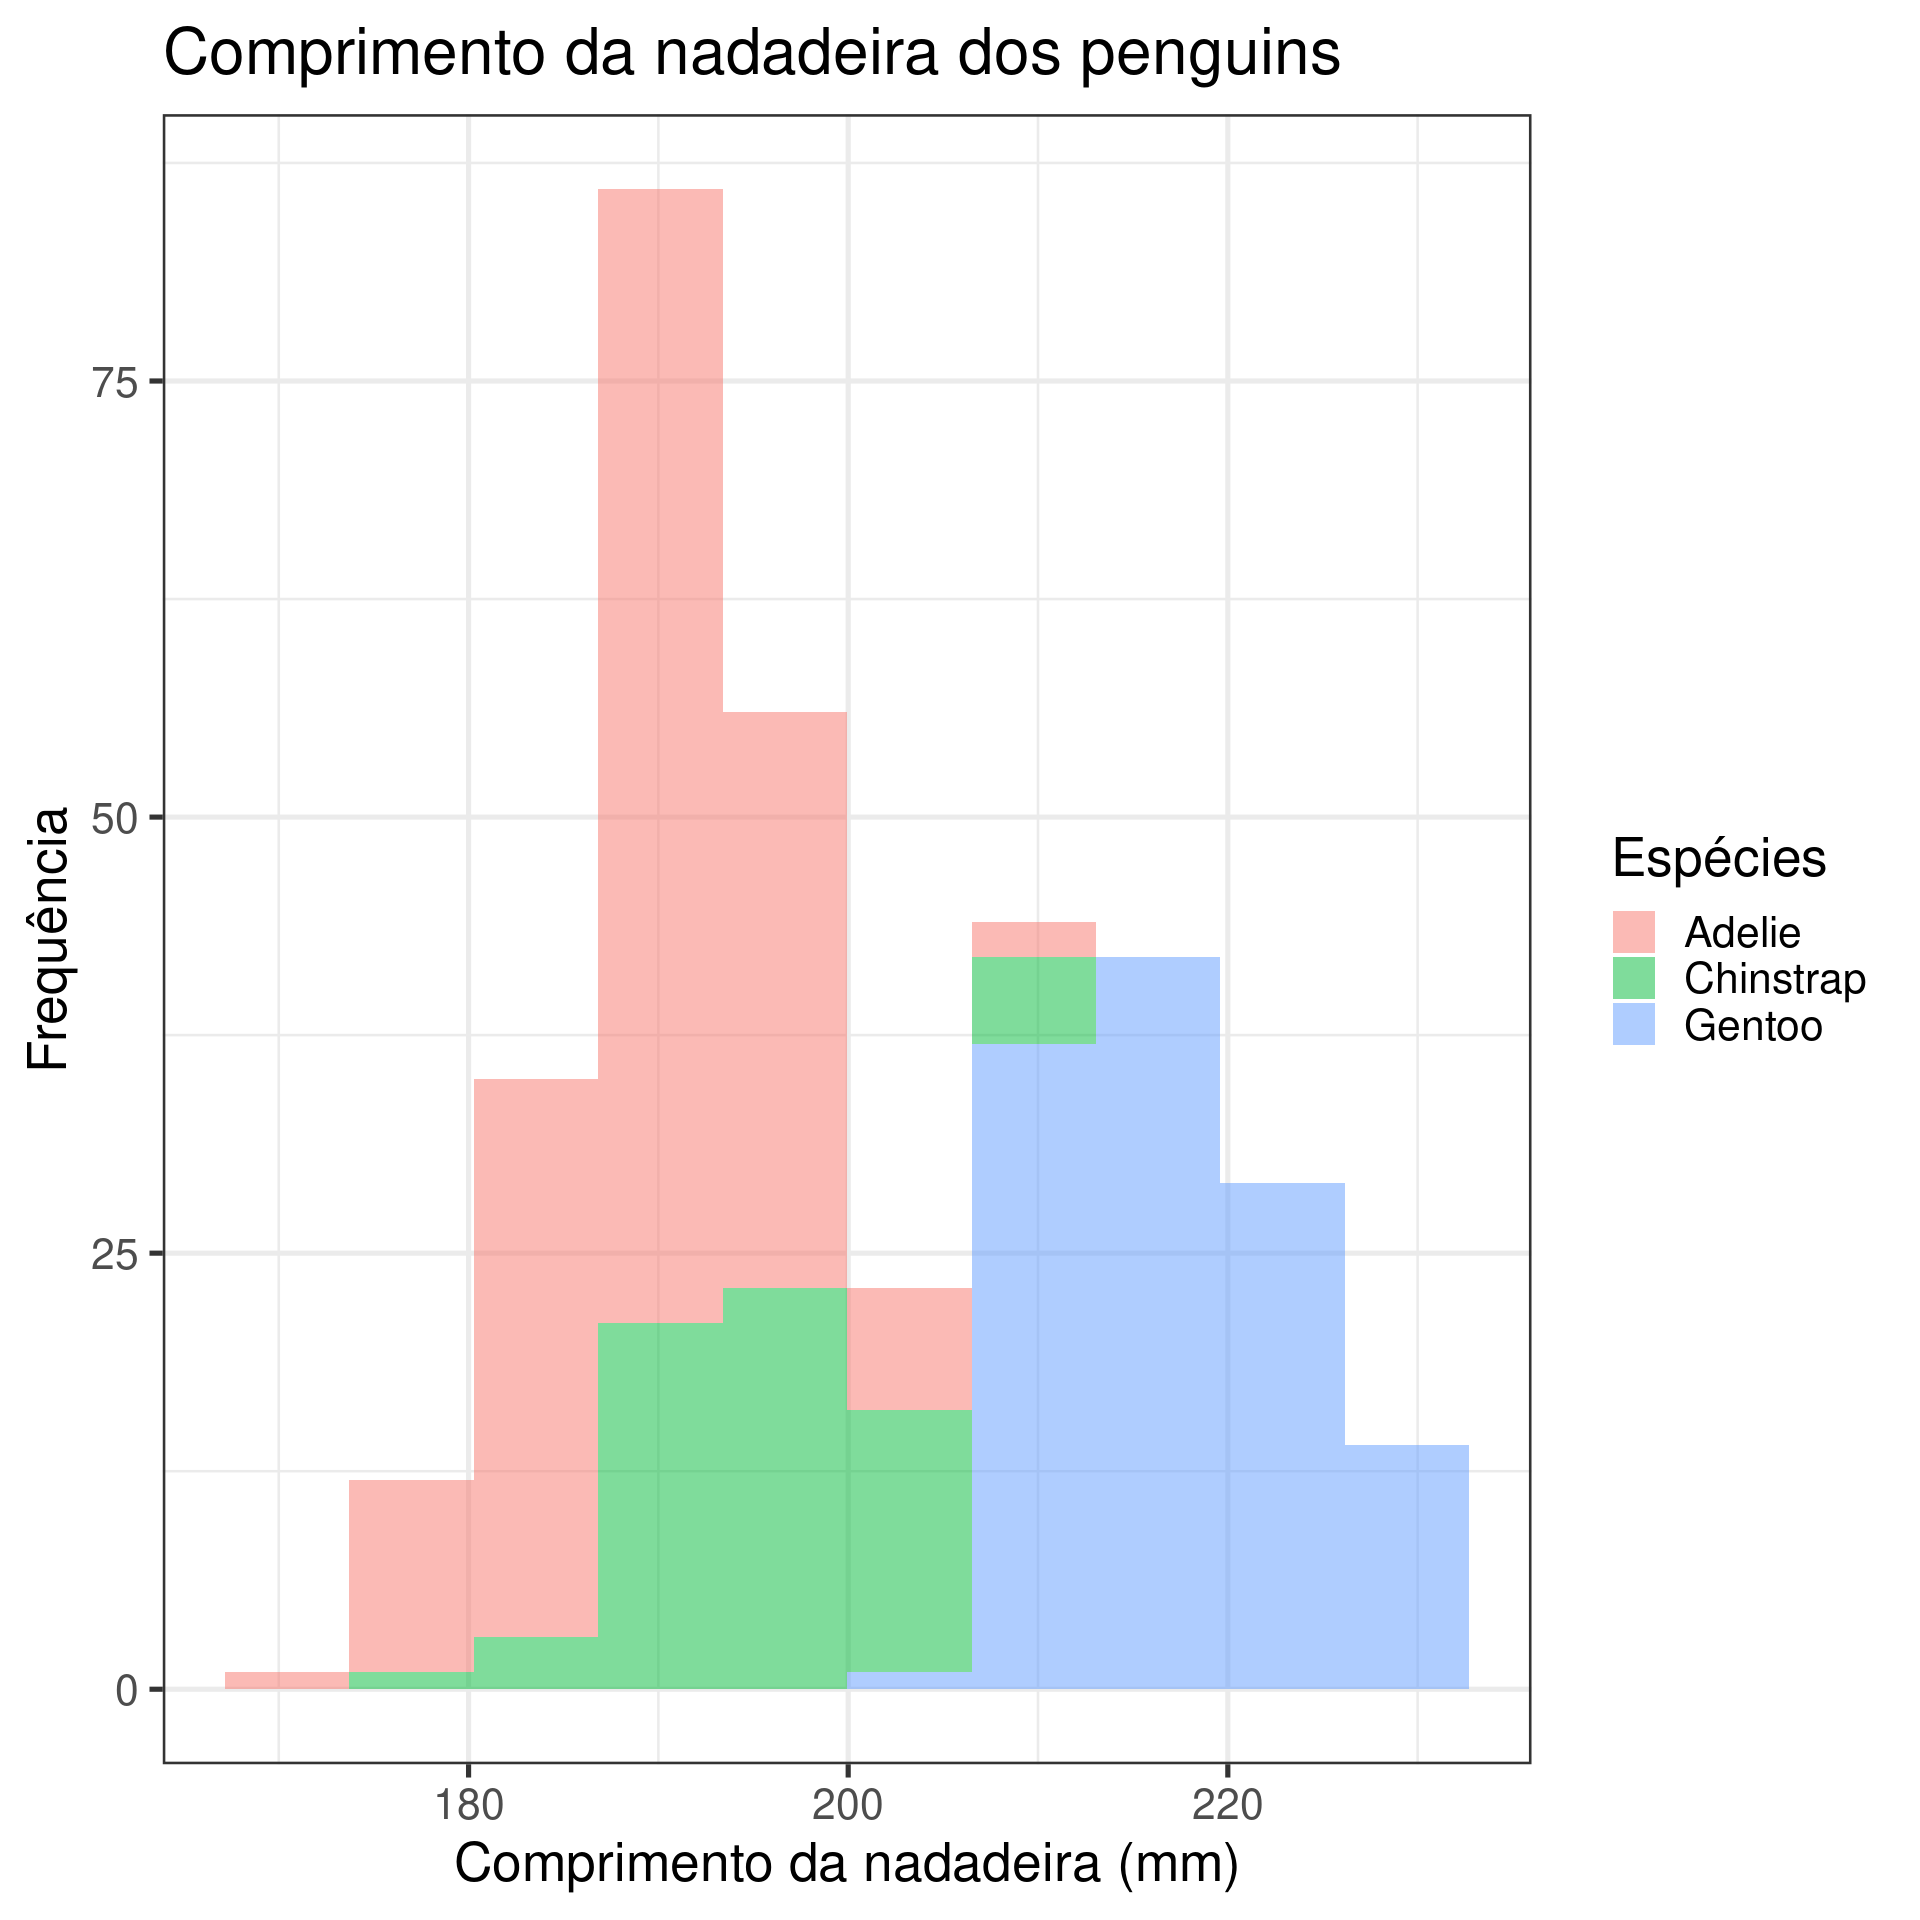 Comprimento da nadadeira dos penguins
75
50
25
0
Frequência
180
200
220
Comprimento da nadadeira (mm)
Espécies
Adelie
Chinstrap
Gentoo